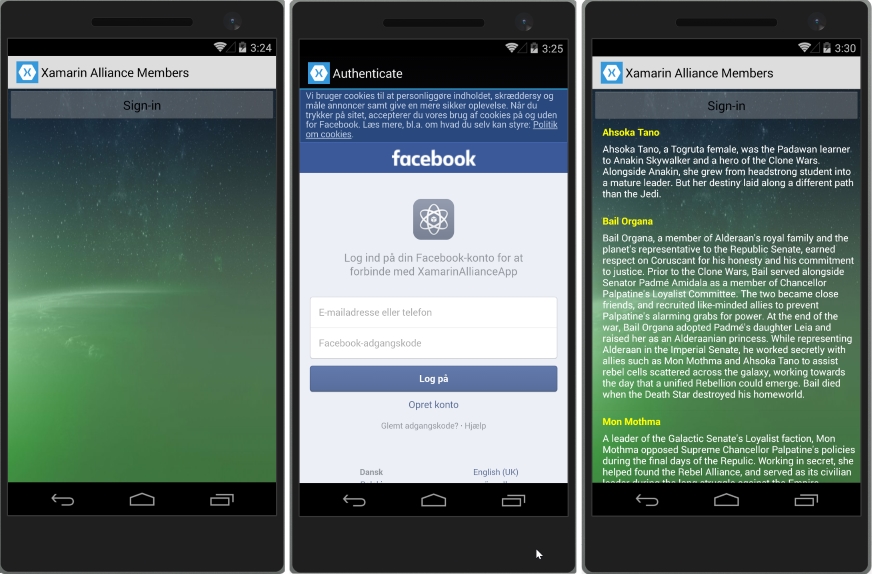 3:24
Xamarin Alliance Members
Sign-in
3:25
Authenticate
Vi bruger cookies til at personliggøre indholdet, skræddersy og
måle annoncer samt give en mere sikker oplevelse. Når du
trykker på sitet, accepterer du vores brug af cookies på og uden
for Facebook. Læs mere, bl.a. om hvad du selv kan styre: Politik
om cookies.
facebook
Log ind på din Facebook-konto for at
forbinde med XamarinAllianceApp
E-mailadresse eller telefon
Facebook-adgangskode
Log på
Opret konto
Glemt adgangskode? · Hjælp
Dansk
English (UK)
3:30
Xamarin Alliance Members
Sign-in
Ahsoka Tano
Ahsoka Tano, a Togruta female, was the Padawan learner
to Anakin Skywalker and a hero of the Clone Wars.
Alongside Anakin, she grew from headstrong student into
a mature leader. But her destiny laid along a different path
than the Jedi.
Bail Organa
Bail Organa, a member of Alderaan's royal family and the
planet's representative to the Republic Senate, earned
respect on Coruscant for his honesty and his commitment
to justice. Prior to the Clone Wars, Bail served alongside
Senator Padmé Amidala as a member of Chancellor
Palpatine's Loyalist Committee. The two became close
friends, and recruited like-minded allies to prevent
Palpatine's alarming grabs for power. At the end of the
war, Bail Organa adopted Padmé's daughter Leia and
raised her as an Alderaanian princess. While representing
Alderaan in the Imperial Senate, he worked secretly with
allies such as Mon Mothma and Ahsoka Tano to assist
rebel cells scattered across the galaxy, working towards
the day that a unified Rebellion could emerge. Bail died
when the Death Star destroyed his homeworld.
Mon Mothma
A leader of the Galactic Senate's Loyalist faction, Mon
Mothma opposed Supreme Chancellor Palpatine's policies
during the final days of the Repulic. Working in secret, she
helped found the Rebel Alliance, and served as its civilian
leader during the long struggle against the Empire